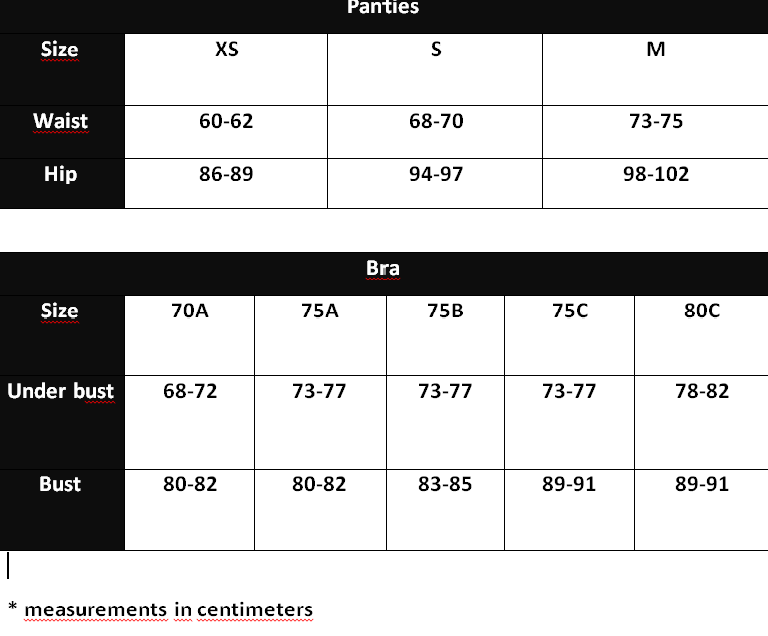 Panties
Size XS S M
Waist 60-62 68-70 73-75
Hip 86-89 94-97 98-102
Bra
Size 70A 75A 75B 75C 80C
Under bust 68-72 73-77 73-77 73-77 78-82
Bust 80-82 80-82 83-85 89-91 89-91
* measurements in centimeters